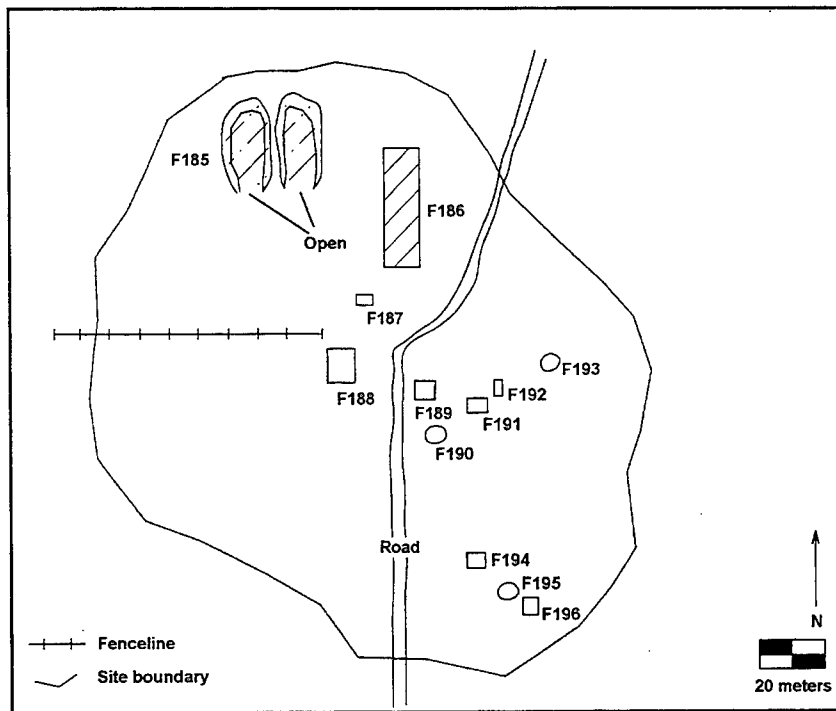 F185
Open
F186
F187
F188
F193
F192
F189
F191
F190
Road
F194
F195
F196
N
Fenceline
Site boundary
20 meters